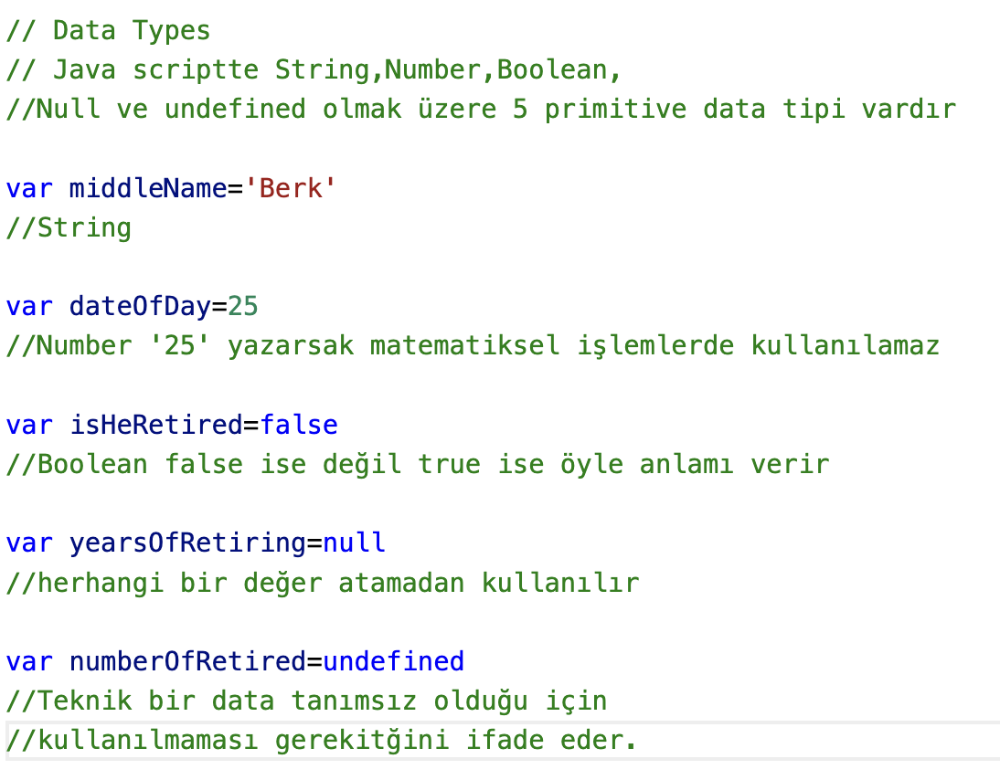 // Data Types
// Java scriptte String,Number,Boolean,
//Null ve undefined olmak üzere 5 primitive data tipi vardır
var middleName='Berk'
//String
var dateOfDay=25
//Number '25' yazarsak matematiksel işlemlerde kullanılamaz
var isHeRetired=false
//Boolean false ise değil true ise öyle anlamı verir
var yearsOfRetiring=null
//herhangi bir değer atamadan kullanılır
var numberOfRetired=undefined
//Teknik bir data tanımsız olduğu için
//kullanılmaması gerekitğini ifade eder.